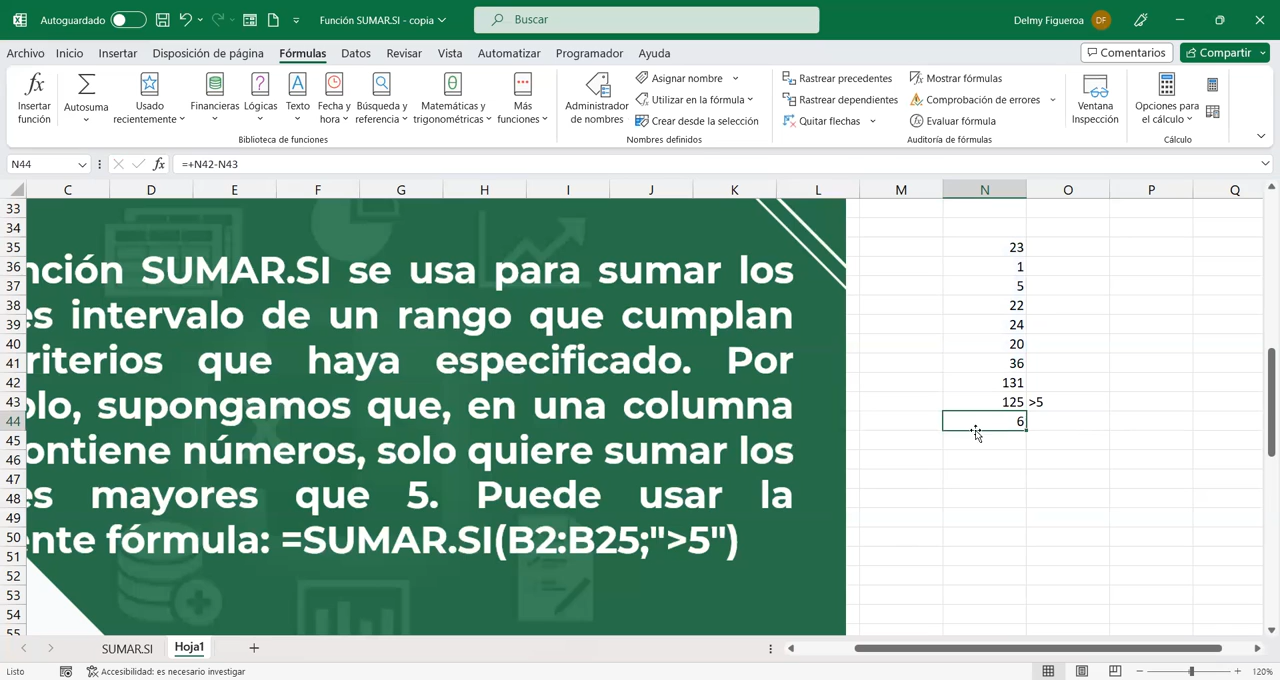 Autoguardado
Función SUMAR.SI - copia
Buscar
Delmy Figueroa
DF
Archivo Inicio Insertar Disposición de página Fórmulas Datos Revisar Vista Automatizar Programador Ayuda
Comentarios
Compartir
Insertar función
Autosuma
Usado recientemente
Financieras
Lógicas
Texto
Fecha y hora
Búsqueda y referencia
Matemáticas y trigonométricas
Más funciones
Biblioteca de funciones
Administrador de nombres
Asignar nombre
Utilizar en la fórmula
Crear desde la selección
Nombres definidos
Rastrear precedentes
Rastrear dependientes
Quitar flechas
Mostrar fórmulas
Comprobación de errores
Evaluar fórmula
Auditoría de fórmulas
Ventana Inspección
Opciones para el cálculo
Cálculo
N44
fx
=+N42-N43
C D E F G H I J K L M N O P Q
33
34
35
36
37
38
39
40
41
42
43
44
45
46
47
48
49
50
51
52
53
54
55
nción SUMAR.SI se usa para sumar los
es intervalo de un rango que cumplan
riterios que haya especificado. Por
plo, supongamos que, en una columna
ontiene números, solo quiere sumar los
es mayores que 5. Puede usar la
ente fórmula: =SUMAR.SI(B2:B25;">5")
23
1
5
22
24
20
36
131
125 >5
6
SUMAR.SI
Hoja1
Listo
Accesibilidad: es necesario investigar
120%